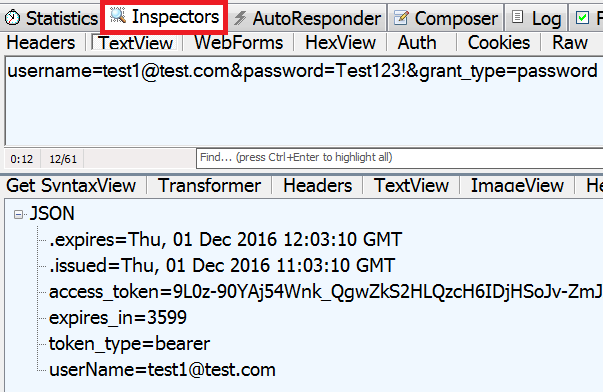 Statistics Inspectors AutoResponder Composer Log F
Headers TextView WebForms HexView Auth Cookies Raw
username=test1@test.com&password=Test123!&grant_type=password
0:12 12/61 Find... (press Ctrl+Enter to highlight all)
Get SyntaxView Transformer Headers TextView ImageView He
JSON
.expires=Thu, 01 Dec 2016 12:03:10 GMT
.issued=Thu, 01 Dec 2016 11:03:10 GMT
access_token=9L0z-90YAj54Wnk_QgwZkS2HLQzcH6IDjHSoJv-ZmJ
expires_in=3599
token_type=bearer
userName=test1@test.com